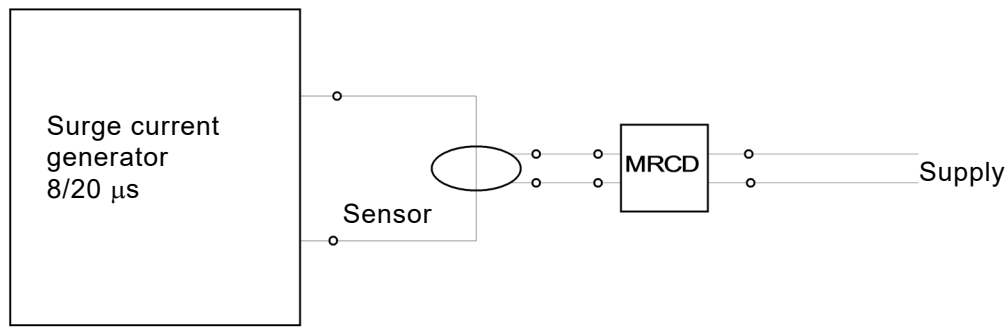 Surge current
generator
8/20 μs
Sensor
MRCD
Supply